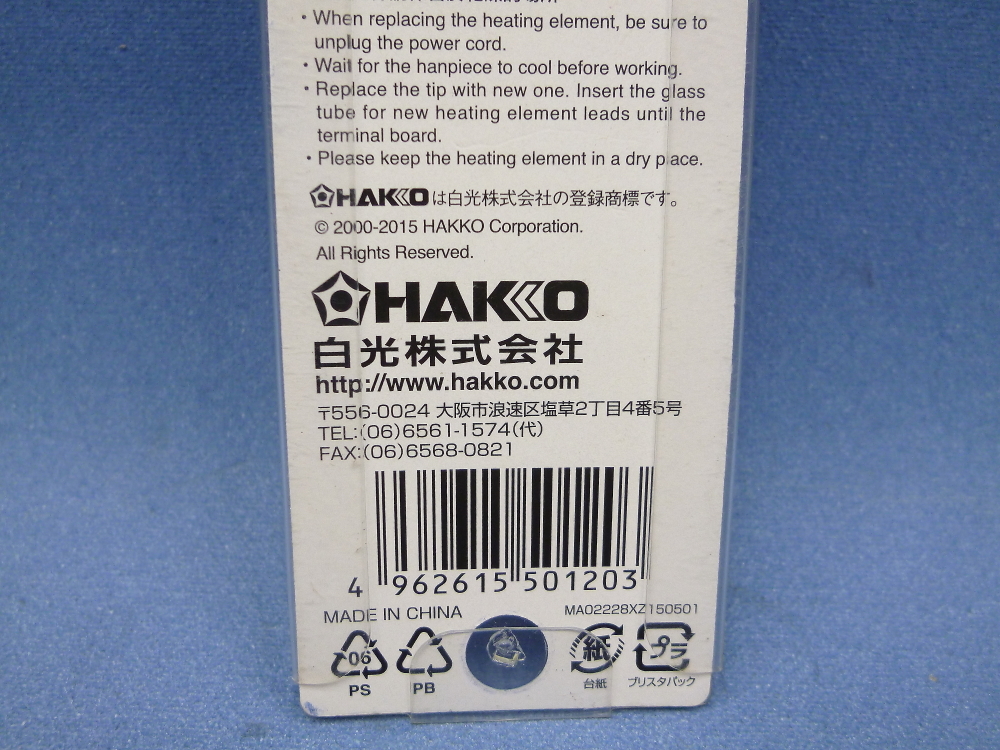 ・When replacing the heating element, be sure to
unplug the power cord.
・Wait for the hanpiece to cool before working.
・Replace the tip with new one. Insert the glass
tube for new heating element leads until the
terminal board.
・Please keep the heating element in a dry place.
HAKKOは白光株式会社の登録商標です。
© 2000-2015 HAKKO Corporation.
All Rights Reserved.
HAKKO
白光株式会社
http://www.hakko.com
〒556-0024 大阪市浪速区塩草2丁目4番5号
TEL:(06)6561-1574(代)
FAX:(06)6568-0821
4 962615 501203
MADE IN CHINA MA02228XZ150501
06 紙 プラ
PS PB 台紙 ブリスタパック